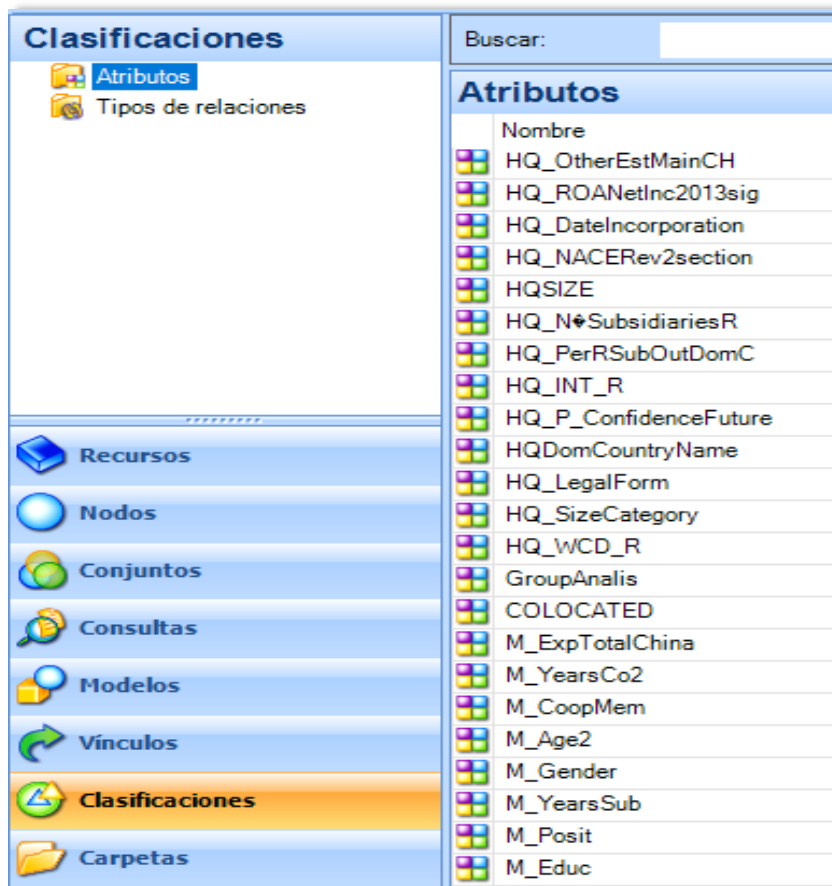 Clasificaciones
Atributos
Tipos de relaciones
Recursos
Nodos
Conjuntos
Consultas
Modelos
Vínculos
Clasificaciones
Carpetas
Buscar:
Atributos
Nombre
HQ_OtherEstMainCH
HQ_ROANetInc2013sig
HQ_DateIncorporation
HQ_NACERev2section
HQSIZE
HQ_N�SubsidiariesR
HQ_PerRSubOutDomC
HQ_INT_R
HQ_P_ConfidenceFuture
HQDomCountryName
HQ_LegalForm
HQ_SizeCategory
HQ_WCD_R
GroupAnalis
COLOCATED
M_ExpTotalChina
M_YearsCo2
M_CoopMem
M_Age2
M_Gender
M_YearsSub
M_Posit
M_Educ